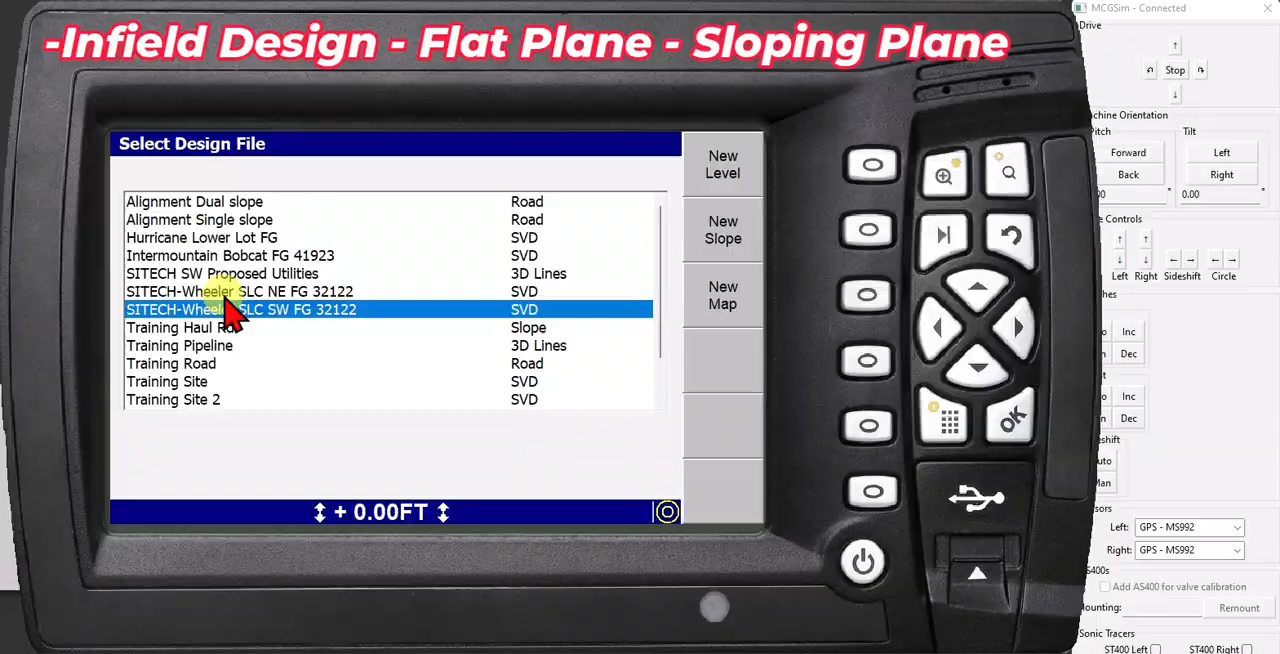 -Infield Design - Flat Plane - Sloping Plane
MCGSim - Connected
Drive
Stop
achine Orientation
Pitch
Tilt
Forward
Left
Back
Right
00
°
0.00
°
e Controls
Left
Right
Sideshift
Circle
ches
o
Inc
n
Dec
t
o
Inc
n
Dec
eshift
uto
Man
sors
Left:
GPS - MS992
Right:
GPS - MS992
S400s
Add AS400 for valve calibration
Mounting:
Remount
Sonic Tracers
ST400 Left
ST400 Right
Select Design File
Alignment Dual slope Road
Alignment Single slope Road
Hurricane Lower Lot FG SVD
Intermountain Bobcat FG 41923 SVD
SITECH SW Proposed Utilities 3D Lines
SITECH-Wheeler SLC NE FG 32122 SVD
SITECH-Wheeler SLC SW FG 32122 SVD
Training Haul R Slope
Training Pipeline 3D Lines
Training Road Road
Training Site SVD
Training Site 2 SVD
+ 0.00FT
New
Level
New
Slope
New
Map
OK